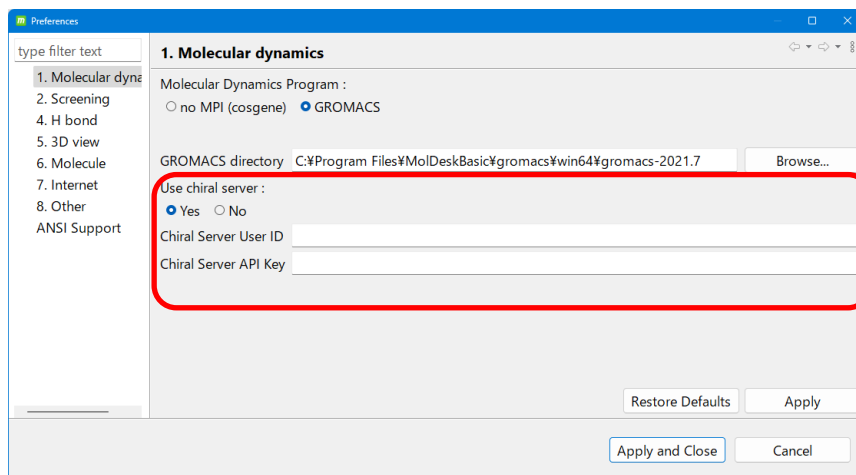 Preferences
type filter text
1. Molecular dyna
2. Screening
4. H bond
5. 3D view
6. Molecule
7. Internet
8. Other
ANSI Support
1. Molecular dynamics
Molecular Dynamics Program :
no MPI (cosgene) GROMACS
GROMACS directory C:¥Program Files¥MolDeskBasic¥gromacs¥win64¥gromacs-2021.7 Browse...
Use chiral server :
Yes No
Chiral Server User ID
Chiral Server API Key
Restore Defaults Apply
Apply and Close Cancel